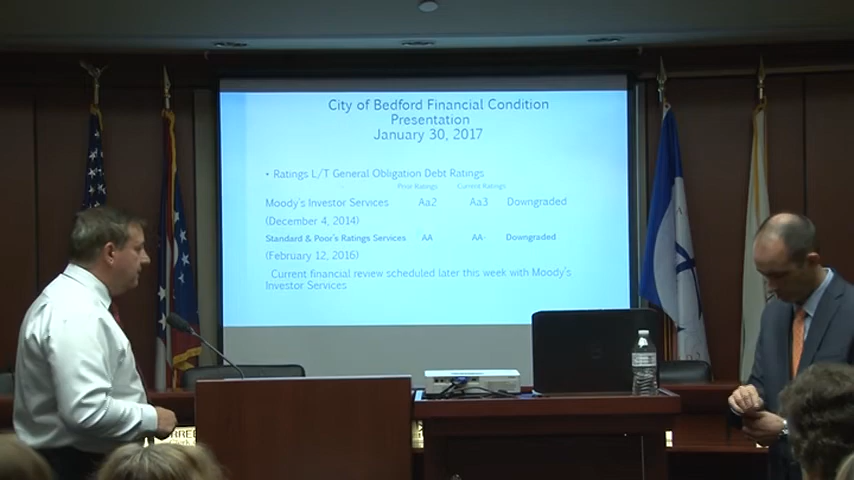 City of Bedford Financial Condition
Presentation
January 30, 2017
• Ratings L/T General Obligation Debt Ratings
Prior Ratings Current Ratings
Moody's Investor Services Aa2 Aa3 Downgraded
(December 4, 2014)
Standard & Poor's Ratings Services AA AA- Downgraded
(February 12, 2016)
Current financial review scheduled later this week with Moody's
Investor Services